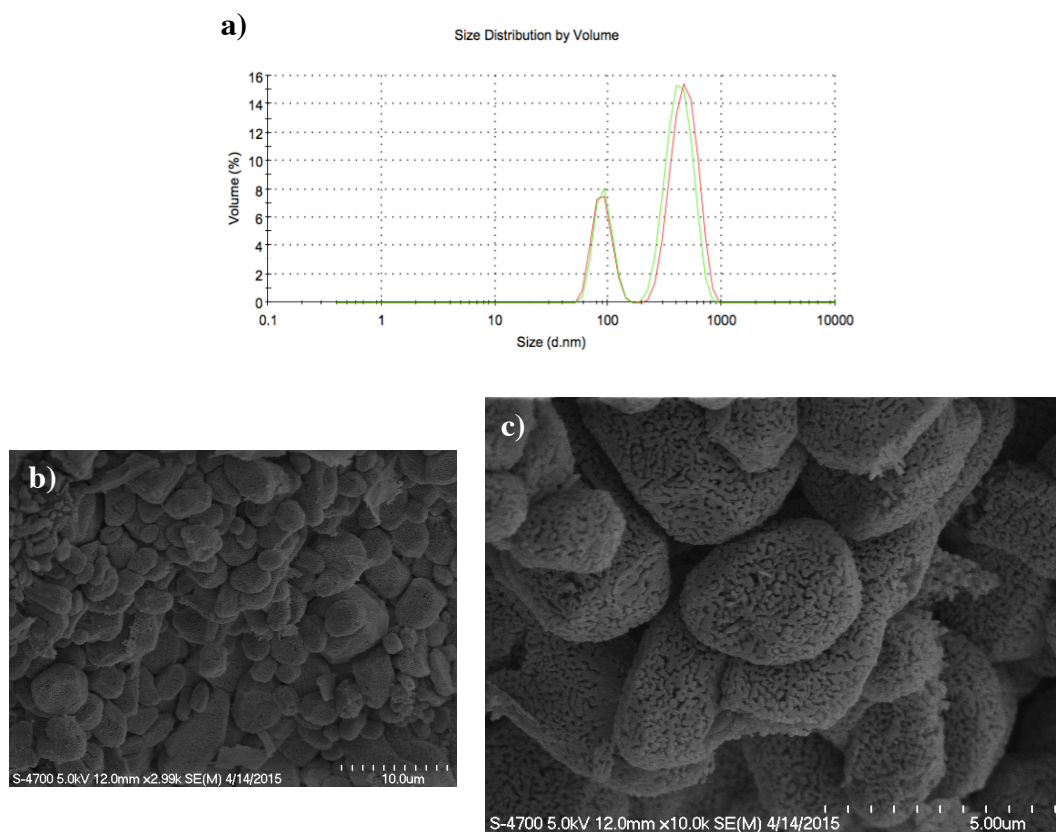 a)
Size Distribution by Volume
16
14
12
10
8
6
4
2
0
Volume (%)
0.1 1 10 100 1000 10000
Size (d.nm)
b)
S-4700 5.0kV 12.0mm x2.99k SE(M) 4/14/2015 10.0um
c)
S-4700 5.0kV 12.0mm x10.0k SE(M) 4/14/2015 5.00um